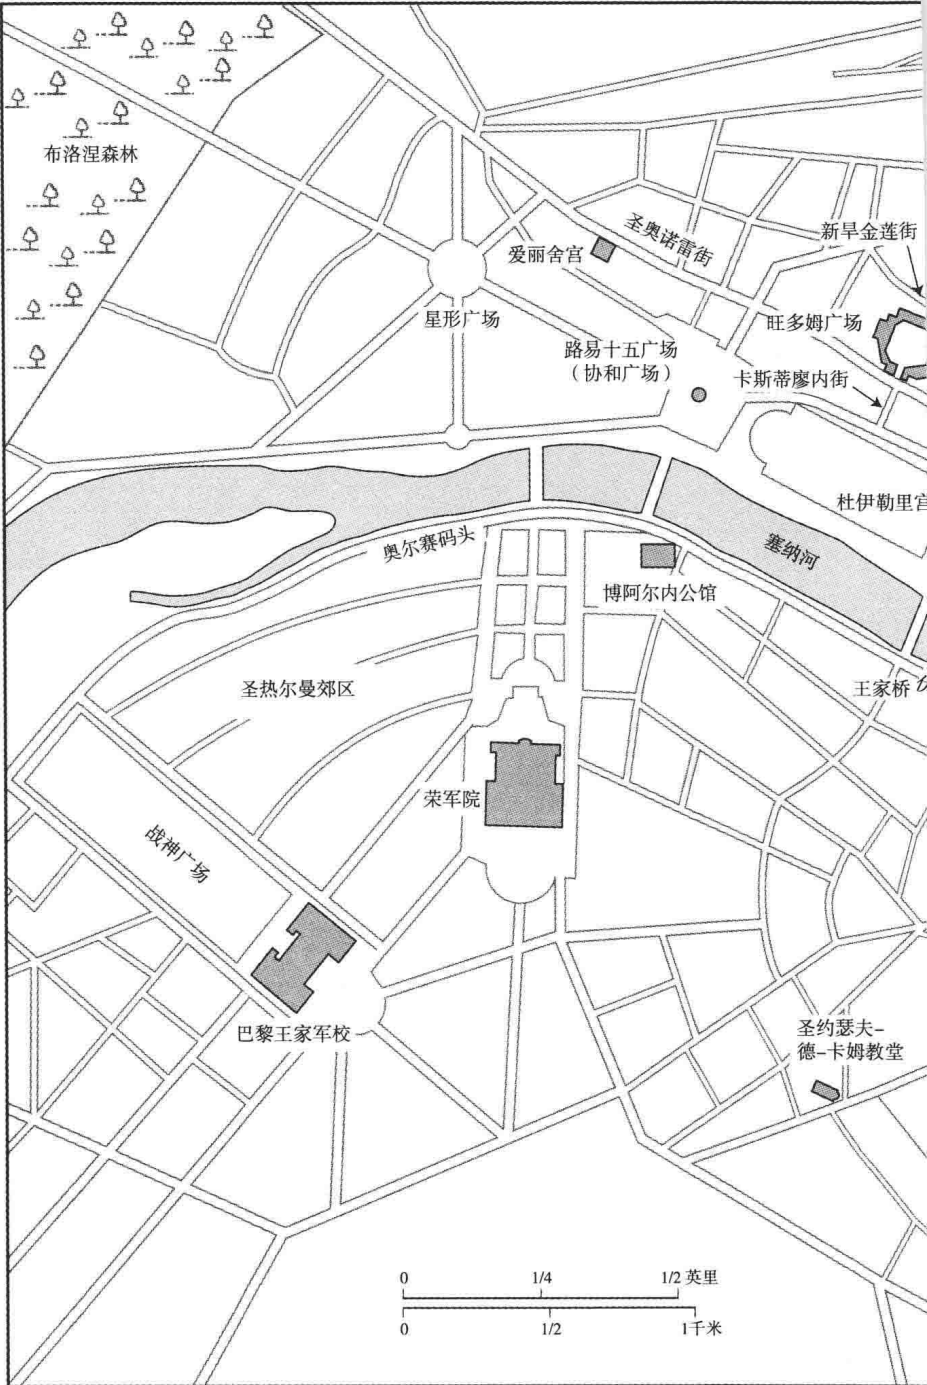 布洛涅森林
新旱金莲街
圣奥诺雷街
爱丽舍宫
星形广场
旺多姆广场
路易十五广场
（协和广场）
卡斯蒂廖内街
杜伊勒里宫
奥尔赛码头
塞纳河
博阿尔内公馆
圣热尔曼郊区
王家桥
荣军院
战神广场
巴黎王家军校
圣约瑟夫-
德-卡姆教堂
0 1/4 1/2 英里
0 1/2 1千米